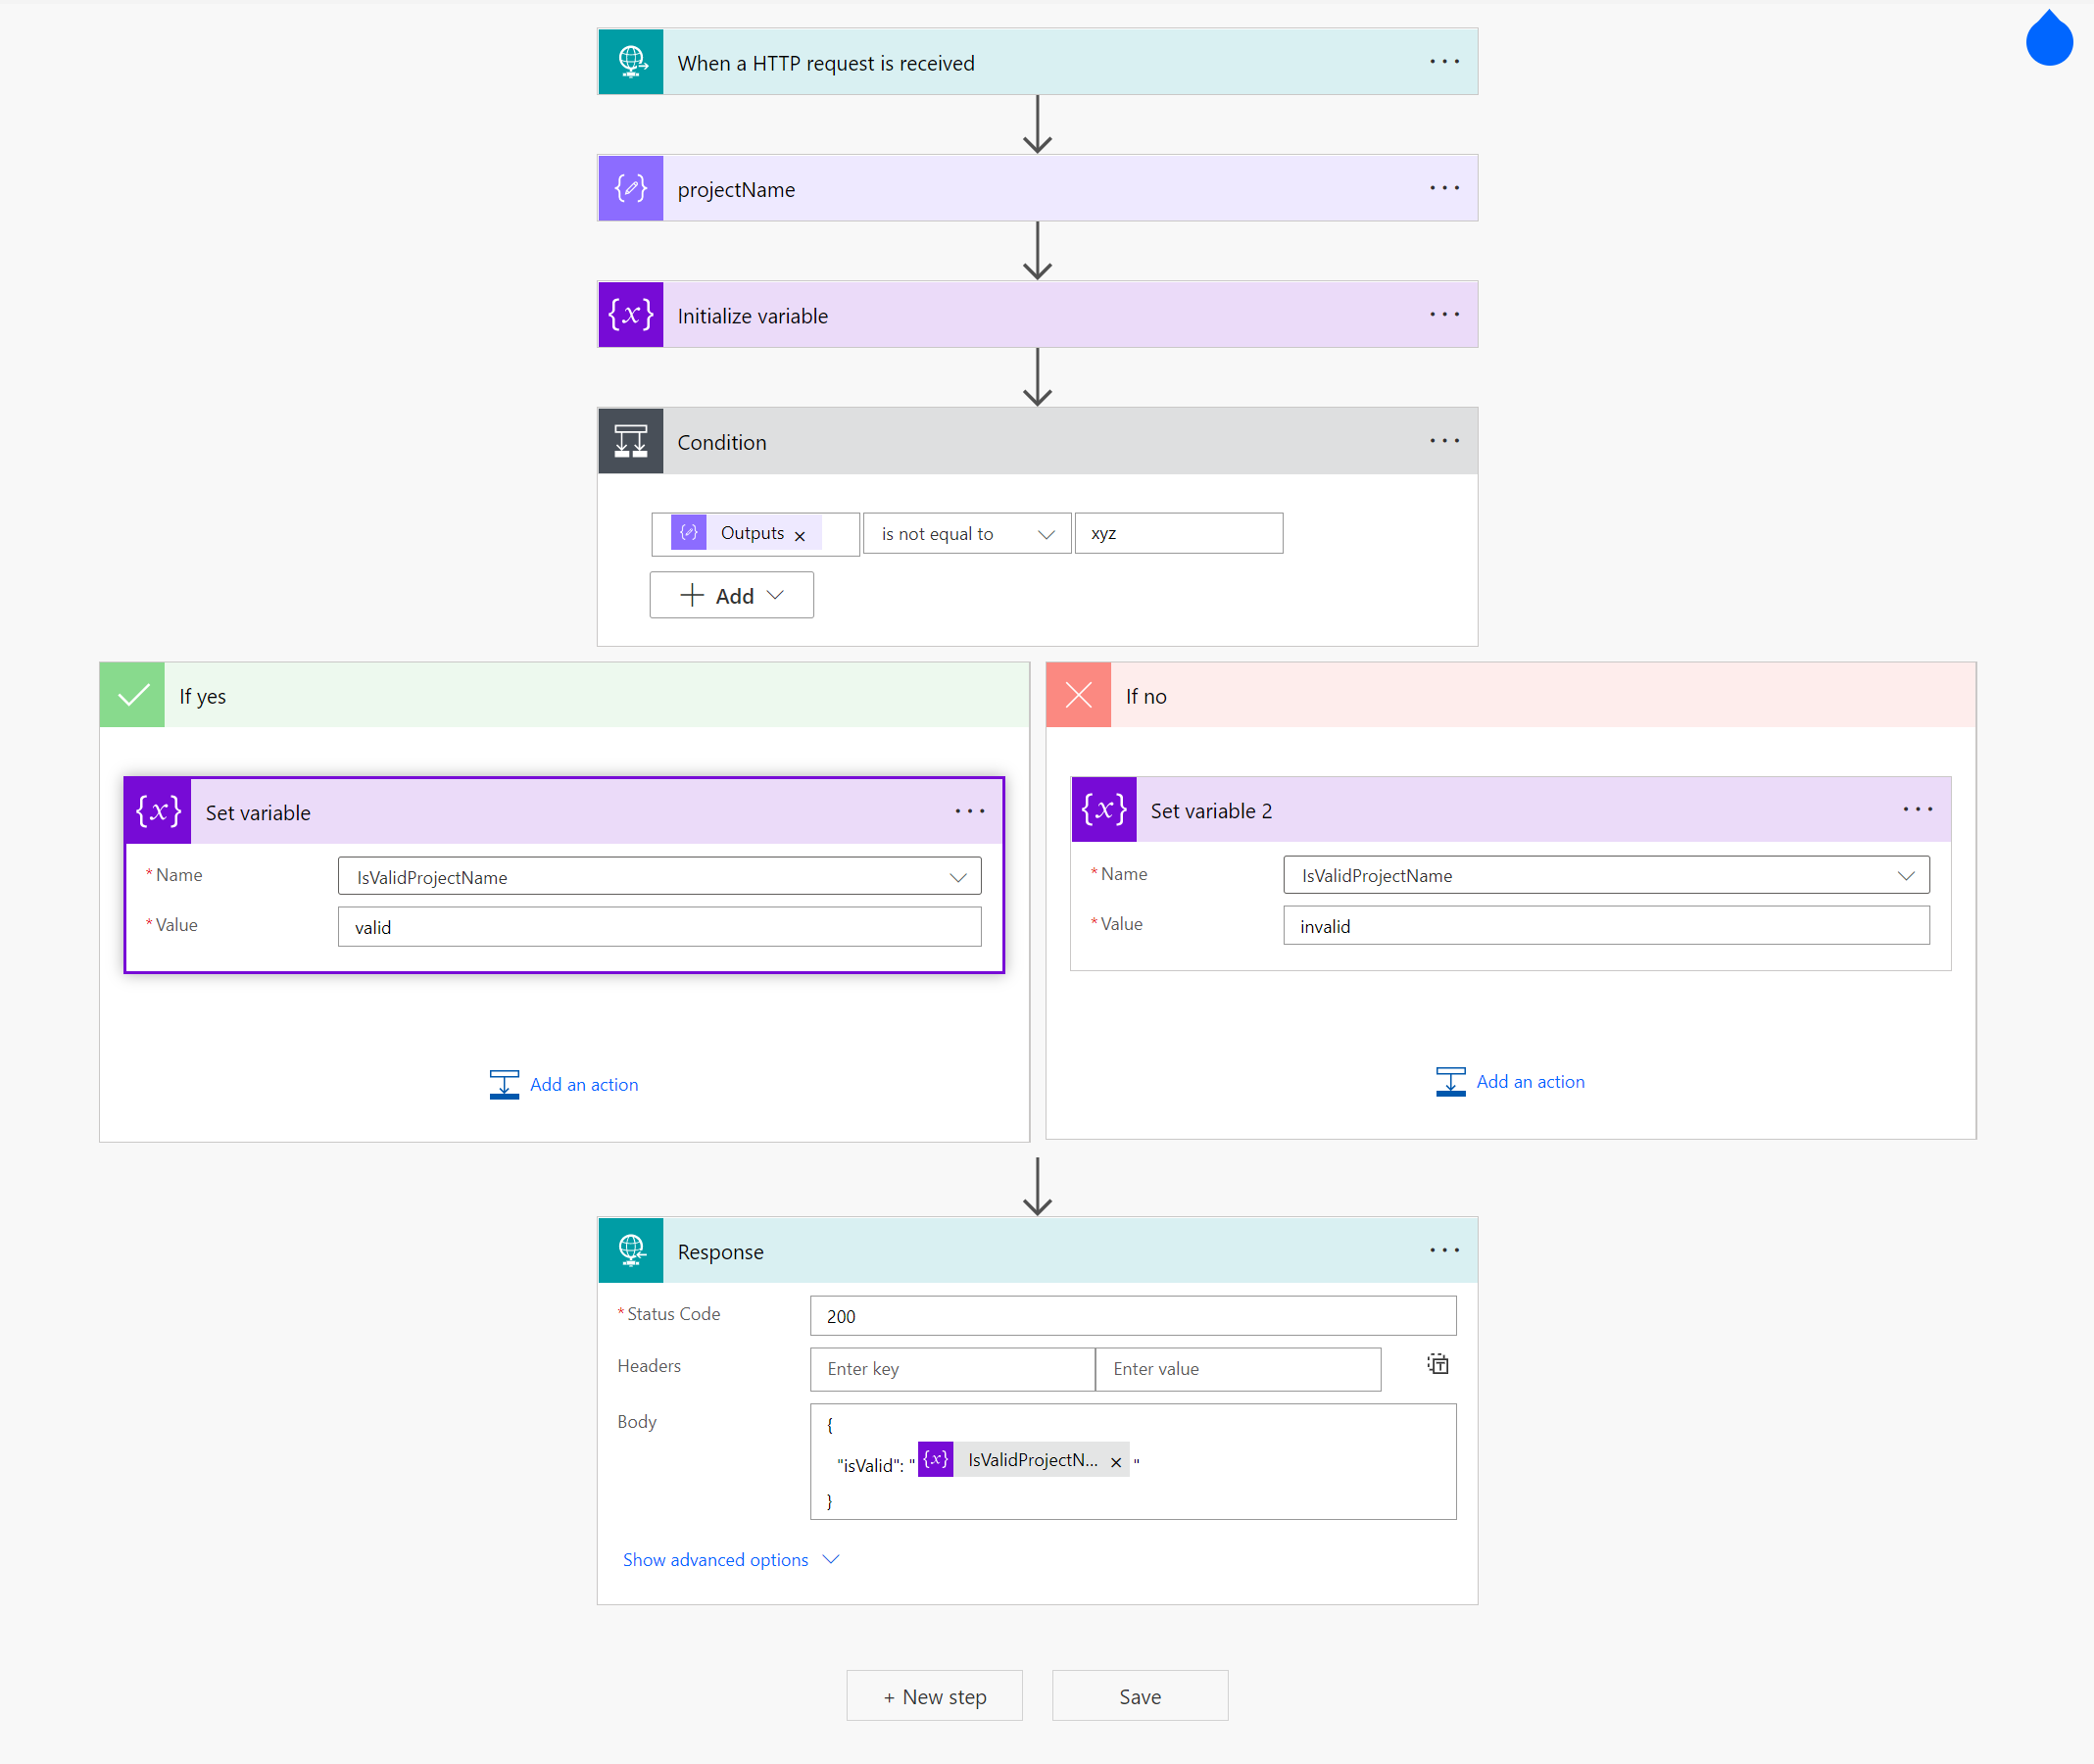 When a HTTP request is received
projectName
{x} Initialize variable
Condition
Outputs × is not equal to xyz
+ Add
If yes
{x} Set variable
* Name IsValidProjectName
* Value valid
Add an action
If no
{x} Set variable 2
* Name IsValidProjectName
* Value invalid
Add an action
Response
* Status Code 200
Headers Enter key Enter value
Body {
"isValid": " {x} IsValidProjectN... × "
}
Show advanced options
+ New step Save